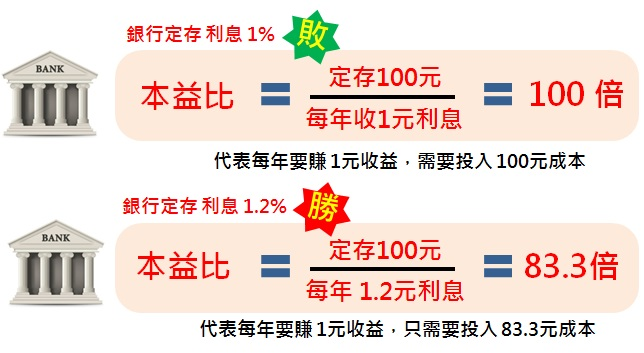 銀行定存 利息 1%
敗
BANK
本益比 = 定存100元 = 100 倍
每年收1元利息
代表每年要賺 1元收益，需要投入 100元成本
銀行定存 利息 1.2%
勝
BANK
本益比 = 定存100元 = 83.3倍
每年 1.2元利息
代表每年要賺 1元收益，只需要投入 83.3元成本